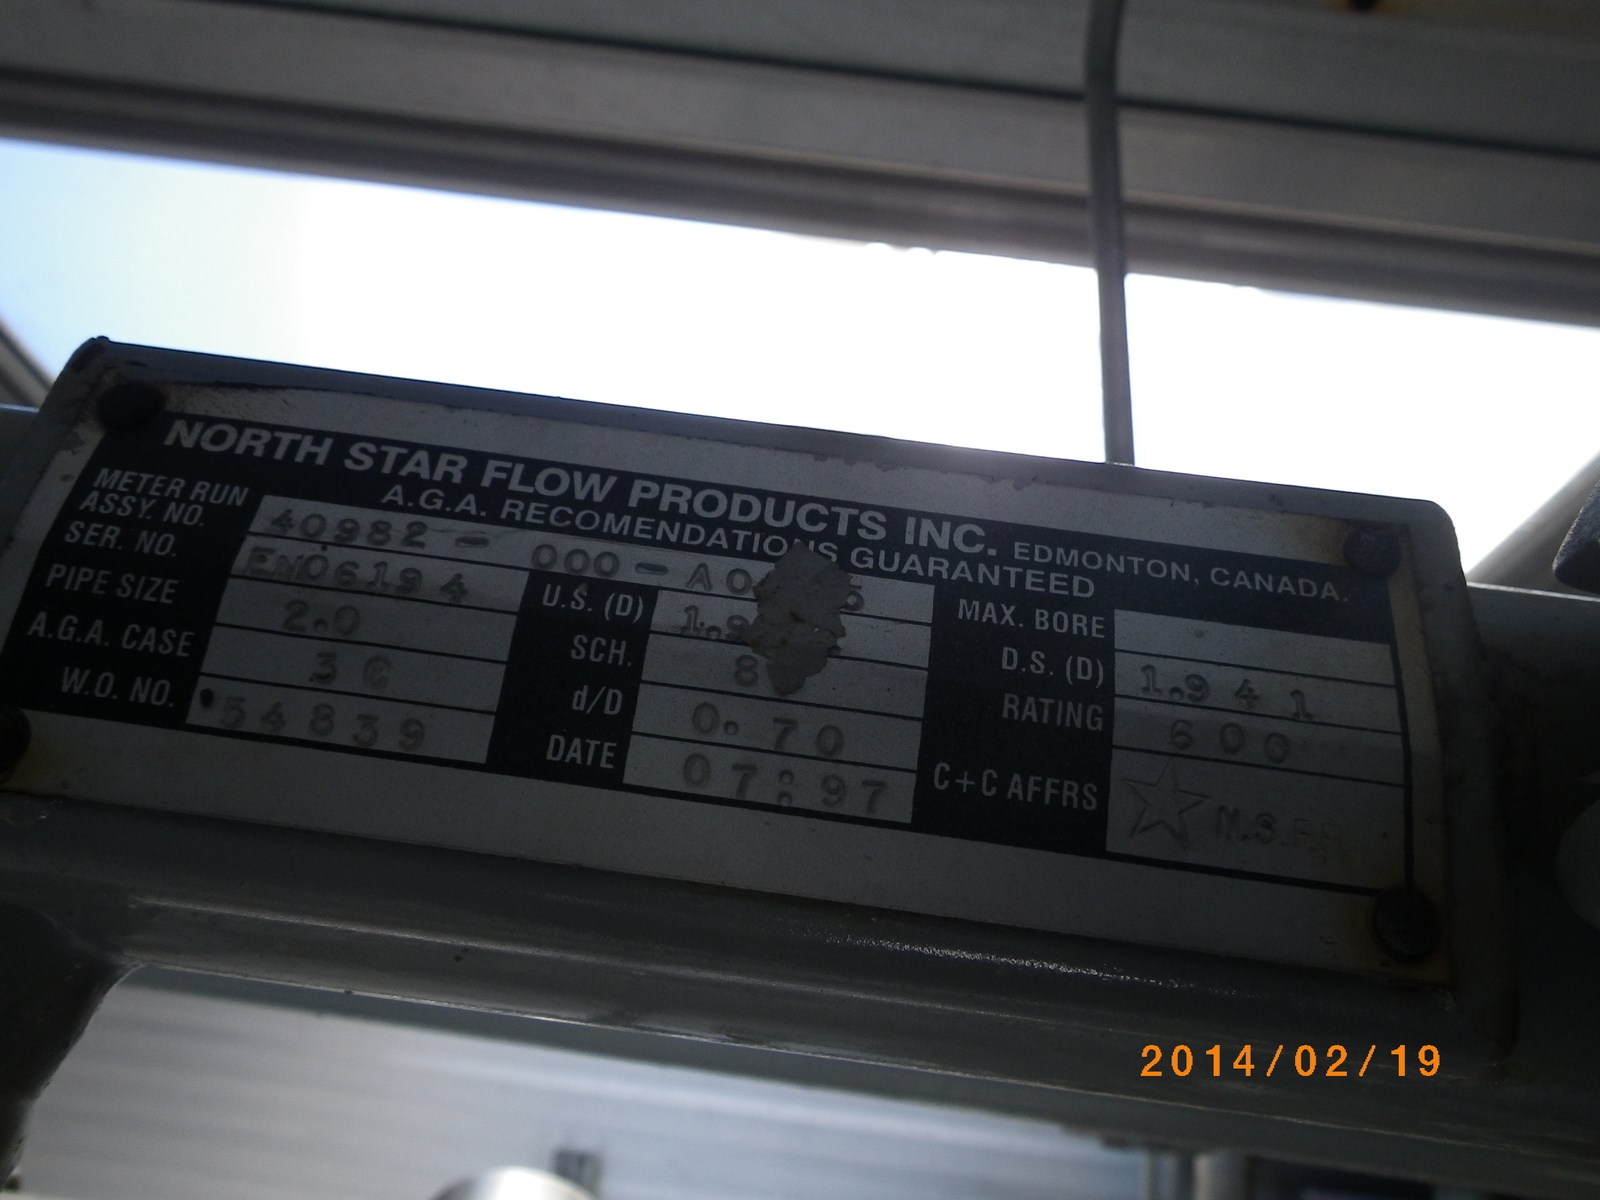 NORTH STAR FLOW PRODUCTS INC. EDMONTON, CANADA.
A.G.A. RECOMENDATIONS GUARANTEED
METER RUN
ASSY. NO. 40982 - 000 - A0
SER. NO. EN06194
PIPE SIZE 2.0
A.G.A. CASE
W.O. NO. 54839
U.S. (D)
SCH.
d/D 0.70
DATE 07:97
MAX. BORE
D.S. (D) 1.941
RATING 600
C+C AFFRS N.S.F.P.
2014/02/19